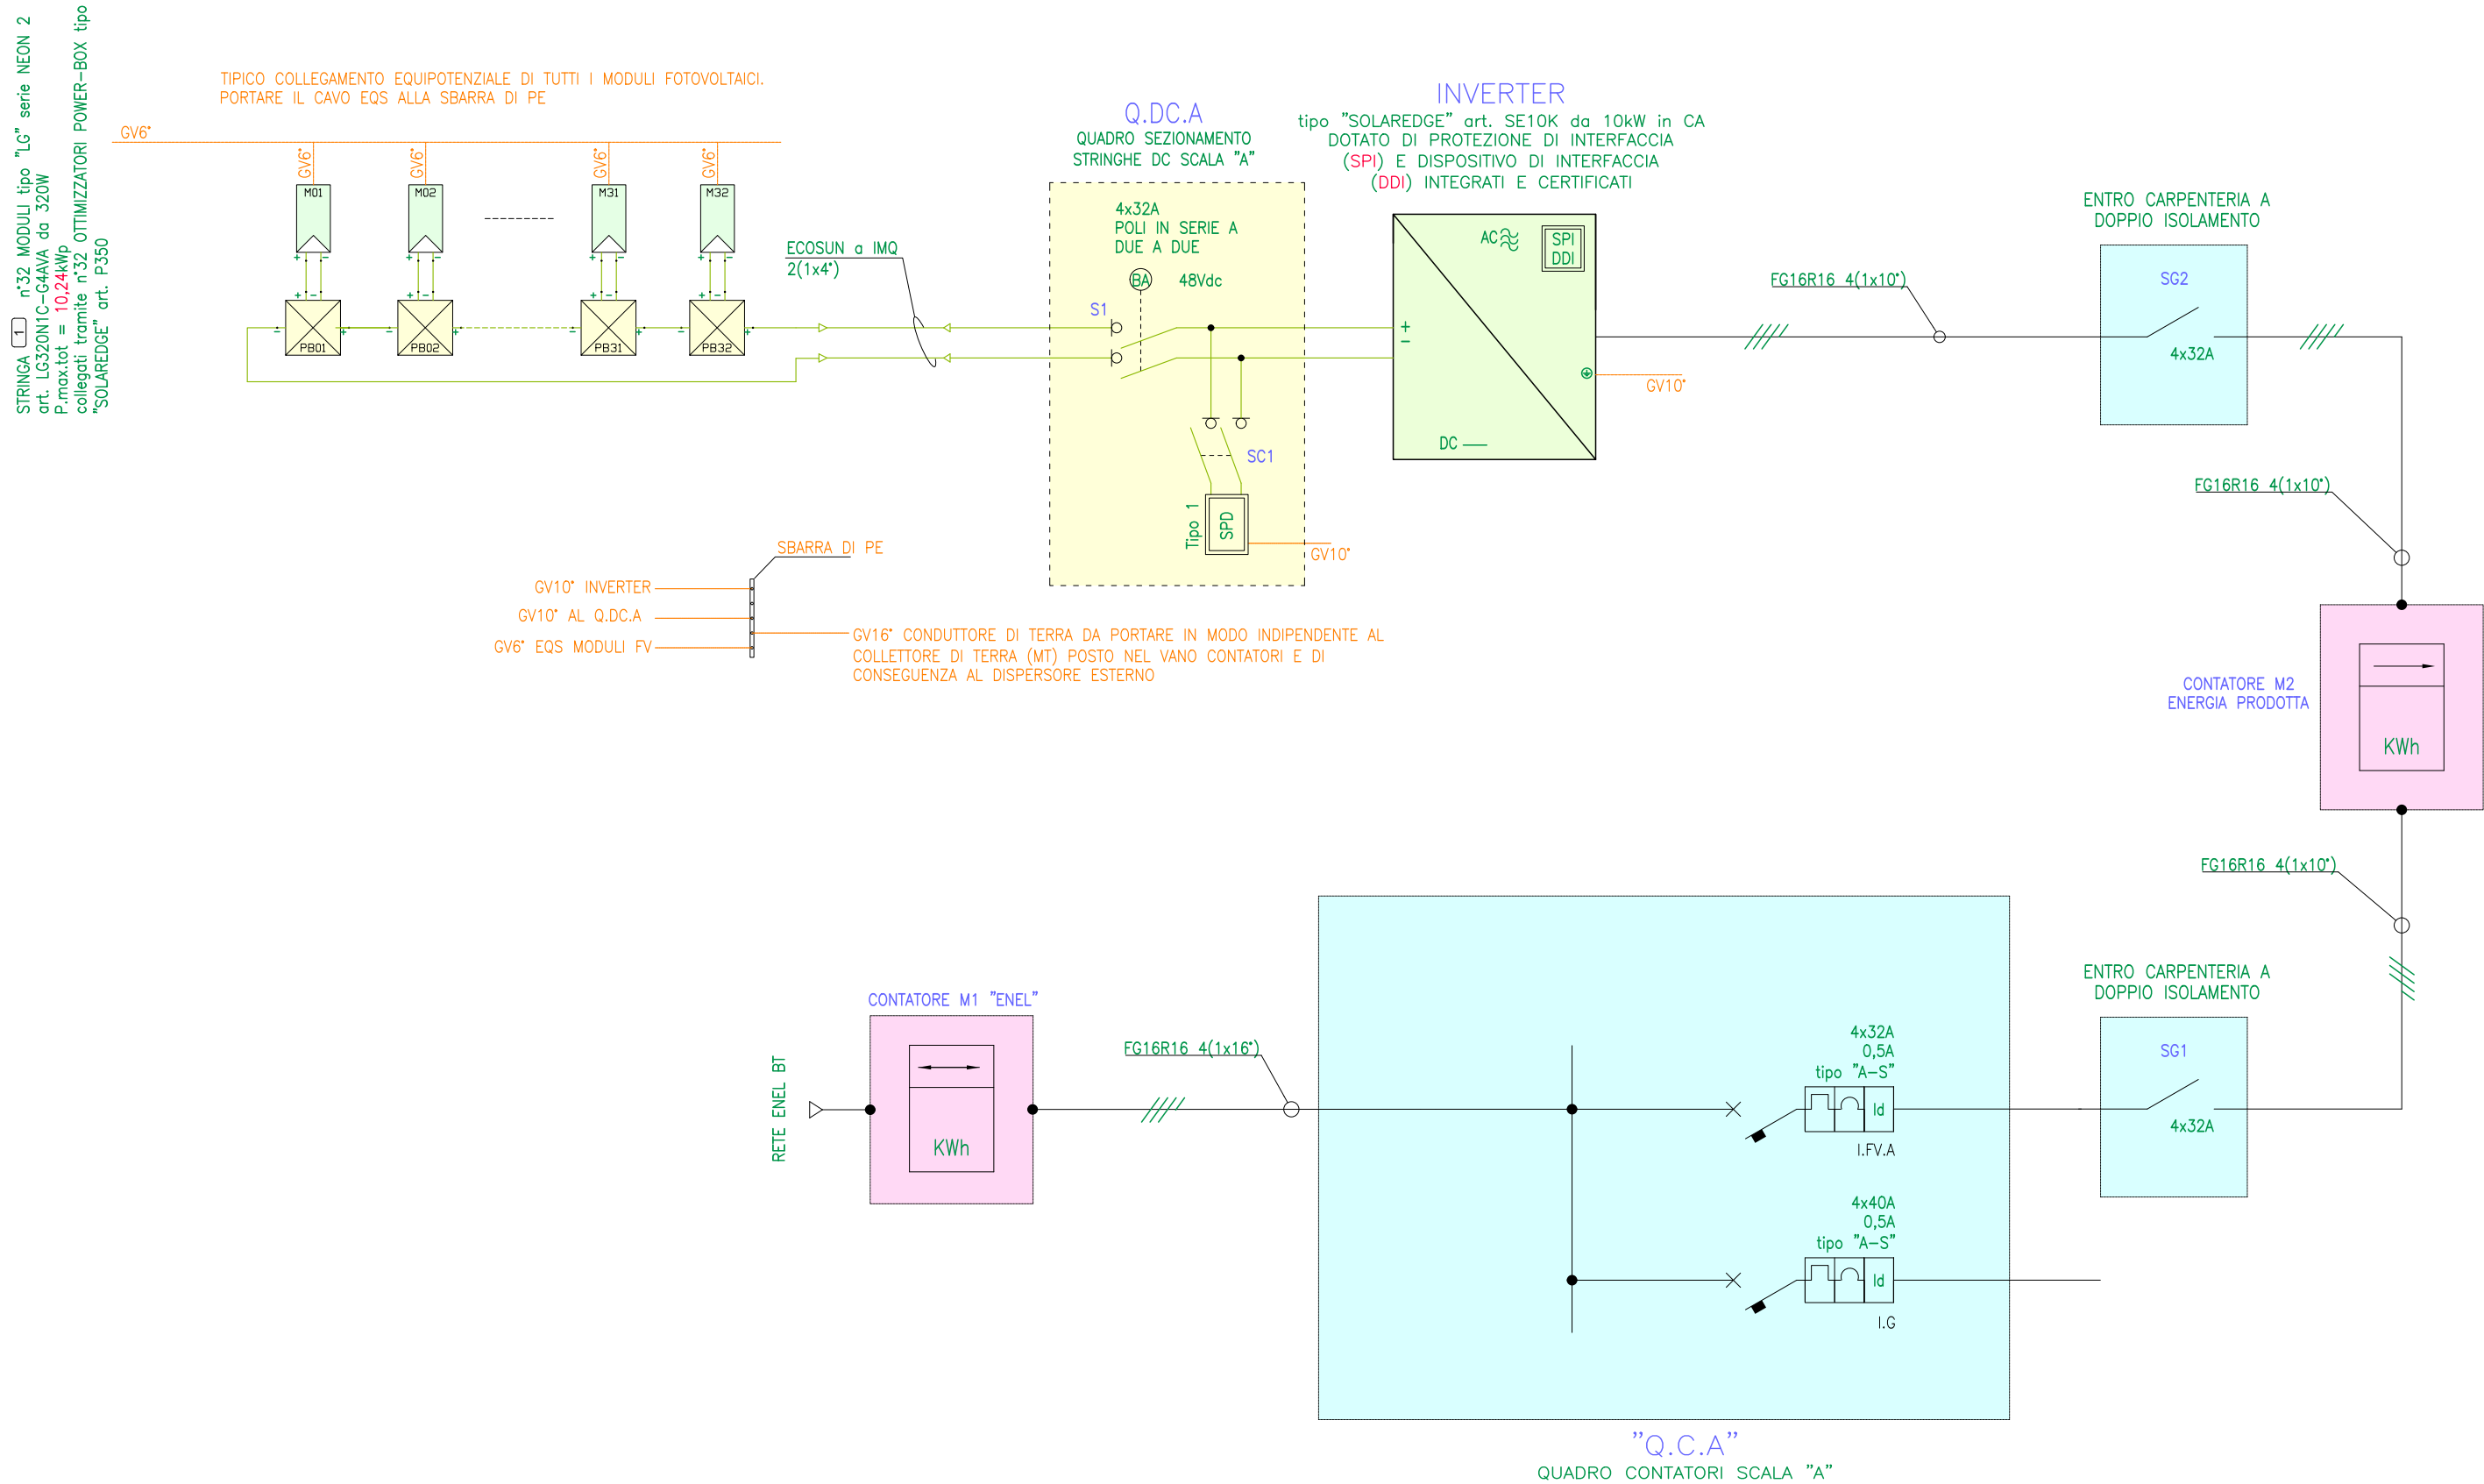 STRINGA 1 n°32 MODULI tipo "LG" serie NEON 2
art. LG320N1C-G4AVA da 320W
P.max.tot = 10,24kWp
collegati tramite n°32 OTTIMIZZATORI POWER-BOX tipo
"SOLAREDGE" art. P350
TIPICO COLLEGAMENTO EQUIPOTENZIALE DI TUTTI I MODULI FOTOVOLTAICI.
PORTARE IL CAVO EQS ALLA SBARRA DI PE
GV6°
GV6°
GV6°
GV6°
GV6°
M01
M02
M31
M32
+ -
+ -
+ -
+ -
+ -
+ -
+ -
+ -
- +
- +
- +
- +
PB01
PB02
PB31
PB32
ECOSUN a IMQ
2(1x4°)
Q.DC.A
QUADRO SEZIONAMENTO
STRINGHE DC SCALA "A"
4x32A
POLI IN SERIE A
DUE A DUE
BA
48Vdc
S1
SC1
Tipo 1
SPD
GV10°
INVERTER
tipo "SOLAREDGE" art. SE10K da 10kW in CA
DOTATO DI PROTEZIONE DI INTERFACCIA
(SPI) E DISPOSITIVO DI INTERFACCIA
(DDI) INTEGRATI E CERTIFICATI
AC
SPI
DDI
+
-
DC
GV10°
FG16R16 4(1x10°)
ENTRO CARPENTERIA A
DOPPIO ISOLAMENTO
SG2
4x32A
FG16R16 4(1x10°)
SBARRA DI PE
GV10° INVERTER
GV10° AL Q.DC.A
GV6° EQS MODULI FV
GV16° CONDUTTORE DI TERRA DA PORTARE IN MODO INDIPENDENTE AL
COLLETTORE DI TERRA (MT) POSTO NEL VANO CONTATORI E DI
CONSEGUENZA AL DISPERSORE ESTERNO
CONTATORE M2
ENERGIA PRODOTTA
KWh
FG16R16 4(1x10°)
ENTRO CARPENTERIA A
DOPPIO ISOLAMENTO
SG1
4x32A
CONTATORE M1 "ENEL"
RETE ENEL BT
KWh
FG16R16 4(1x16°)
4x32A
0,5A
tipo "A-S"
Id
I.FV.A
4x40A
0,5A
tipo "A-S"
Id
I.G
"Q.C.A"
QUADRO CONTATORI SCALA "A"